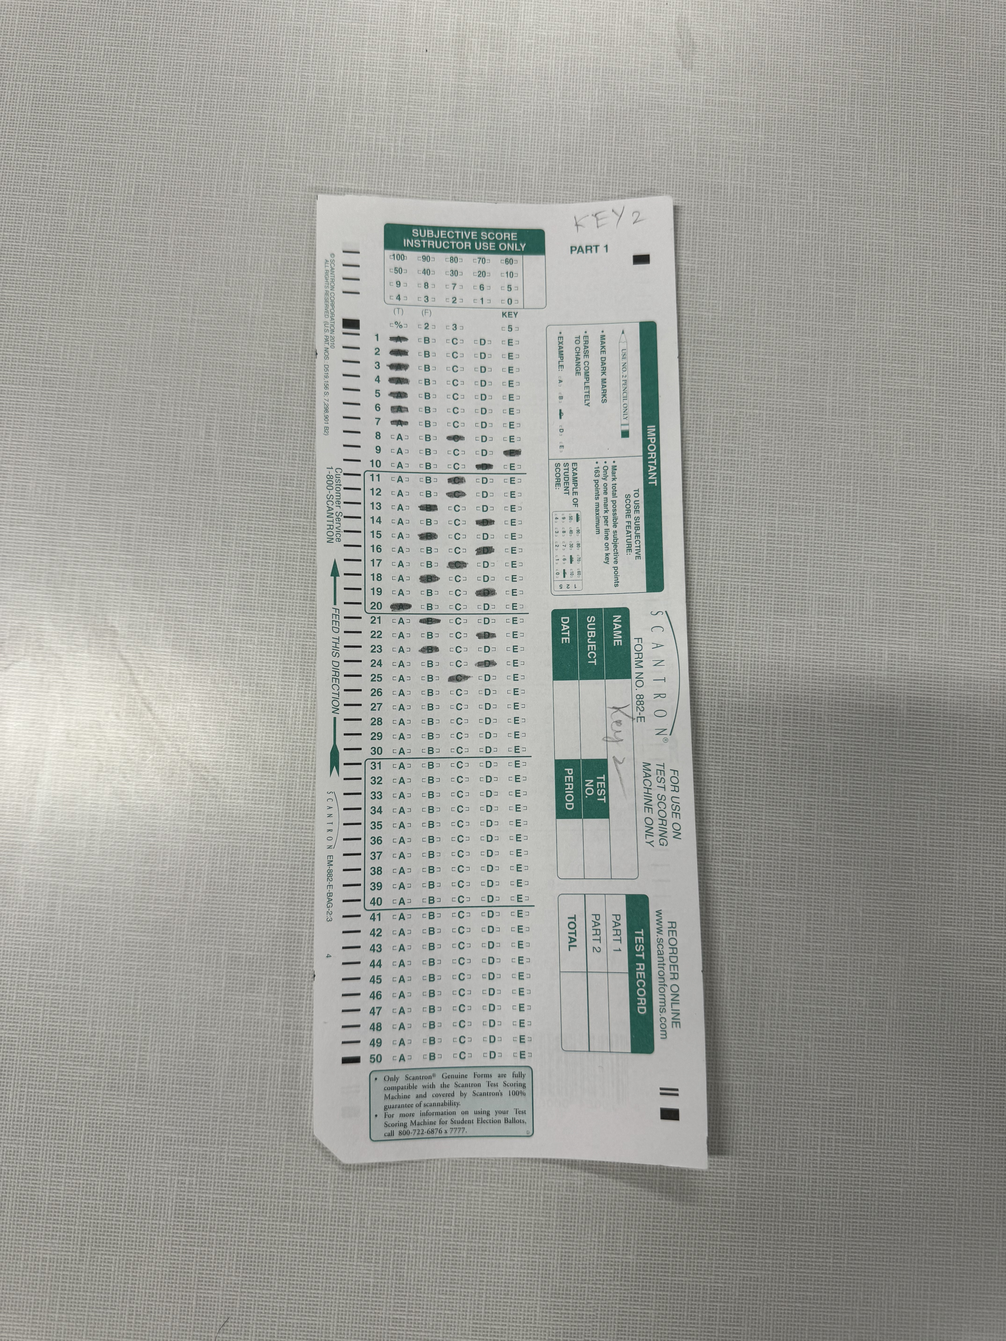 KEY 2
PART 1
SUBJECTIVE SCORE
INSTRUCTOR USE ONLY
100 90 80 70 60
50 40 30 20 10
9 8 7 6 5
4 3 2 1 0
(T) (F) KEY
% 2 3 5
1 B C D E
2 B C D E
3 B C D E
4 B C D E
5 B C D E
6 B C D E
7 B C D E
8 A B C D E
9 A B C D
10 A B C E
11 A B C D E
12 A B C D E
13 A C D E
14 A B C D E
15 A B C D E
16 A B C D E
17 A B C D E
18 A B C D E
19 A B C D E
20 A B C D E
21 A B C D E
22 A B C D E
23 A B C D E
24 A B C D E
25 A B C D E
26 A B C D E
27 A B C D E
28 A B C D E
29 A B C D E
30 A B C D E
31 A B C D E
32 A B C D E
33 A B C D E
34 A B C D E
35 A B C D E
36 A B C D E
37 A B C D E
38 A B C D E
39 A B C D E
40 A B C D E
41 A B C D E
42 A B C D E
43 A B C D E
44 A B C D E
45 A B C D E
46 A B C D E
47 A B C D E
48 A B C D E
49 A B C D E
50 A B C D E
• Only Scantron® Genuine Forms are fully
compatible with the Scantron Test Scoring
Machine and covered by Scantron's 100%
guarantee of scannability.
• For more information on using your Test
Scoring Machine for Student Election Ballots,
call 800-722-6876 x 7777.
© SCANTRON CORPORATION 2010
ALL RIGHTS RESERVED.
Customer Service
1-800-SCANTRON
FEED THIS DIRECTION
SCANTRON EM-882-E-BAG-2:3
4
IMPORTANT
USE NO. 2 PENCIL ONLY
• MAKE DARK MARKS
• ERASE COMPLETELY
TO CHANGE
• EXAMPLE: A B D E
TO USE SUBJECTIVE
SCORE FEATURE:
• Mark total possible subjective points
• Only one mark per line on key
• 163 points maximum
EXAMPLE OF
STUDENT
SCORE:
SCANTRON®
FORM NO. 882-E
FOR USE ON
TEST SCORING
MACHINE ONLY
NAME Key 2
SUBJECT
TEST
NO.
DATE
PERIOD
REORDER ONLINE
www.scantronforms.com
TEST RECORD
PART 1
PART 2
TOTAL